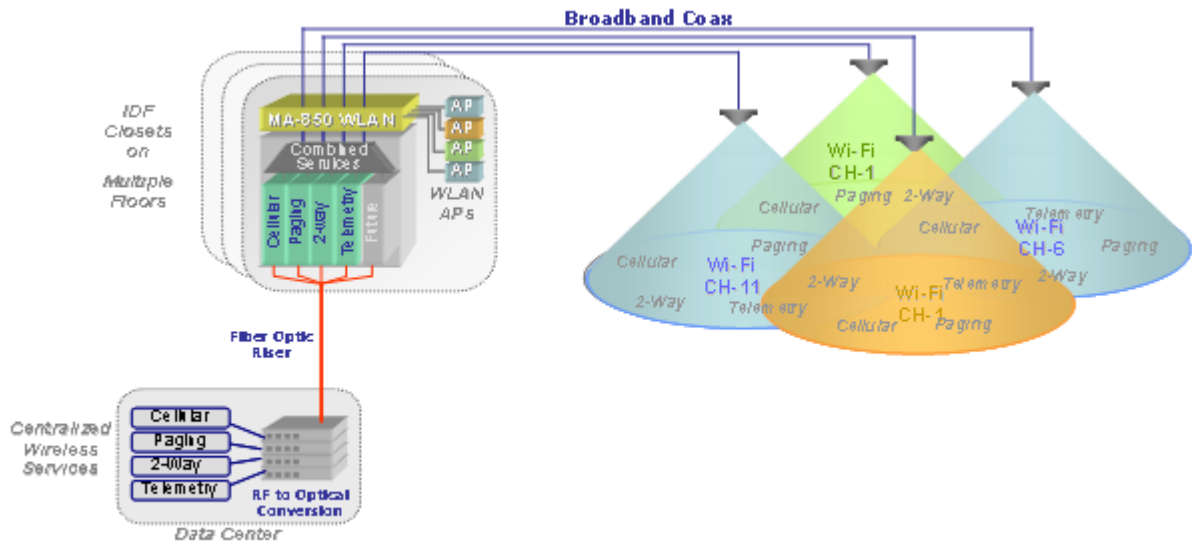 Broadband Coax
IDF
Closets
on
Multiple
Floors
MA-850 WLAN
AP
AP
AP
AP
WLAN
APs
Combined
Services
Cellular
Paging
2-way
Telemetry
Future
Fiber Optic
Riser
Centralized
Wireless
Services
Cellular
Paging
2-Way
Telemetry
RF to Optical
Conversion
Data Center
Wi-Fi
CH-1
Cellular
Paging
2-Way
Cellular
Telemetry
Wi-Fi
CH-6
Paging
2-Way
Cellular
Paging
Wi-Fi
CH-11
2-Way
Telemetry
2-Way
Telemetry
Wi-Fi
CH-1
Cellular
Paging